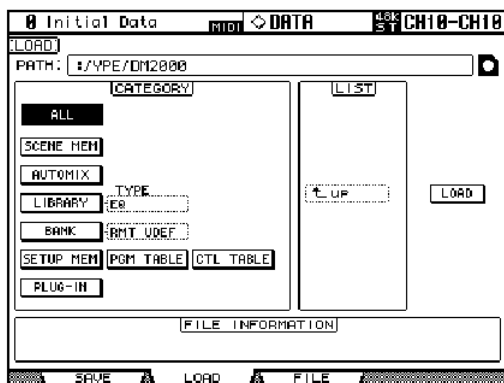 0 Initial Data MIDI ◇DATA 48K ST CH10-CH10
LOAD
PATH: :/YPE/DM2000
CATEGORY LIST
ALL
SCENE MEM
AUTOMIX
TYPE
LIBRARY EQ UP LOAD
BANK RMT UDEF
SETUP MEM PGM TABLE CTL TABLE
PLUG-IN
FILE INFORMATION
SAVE LOAD FILE